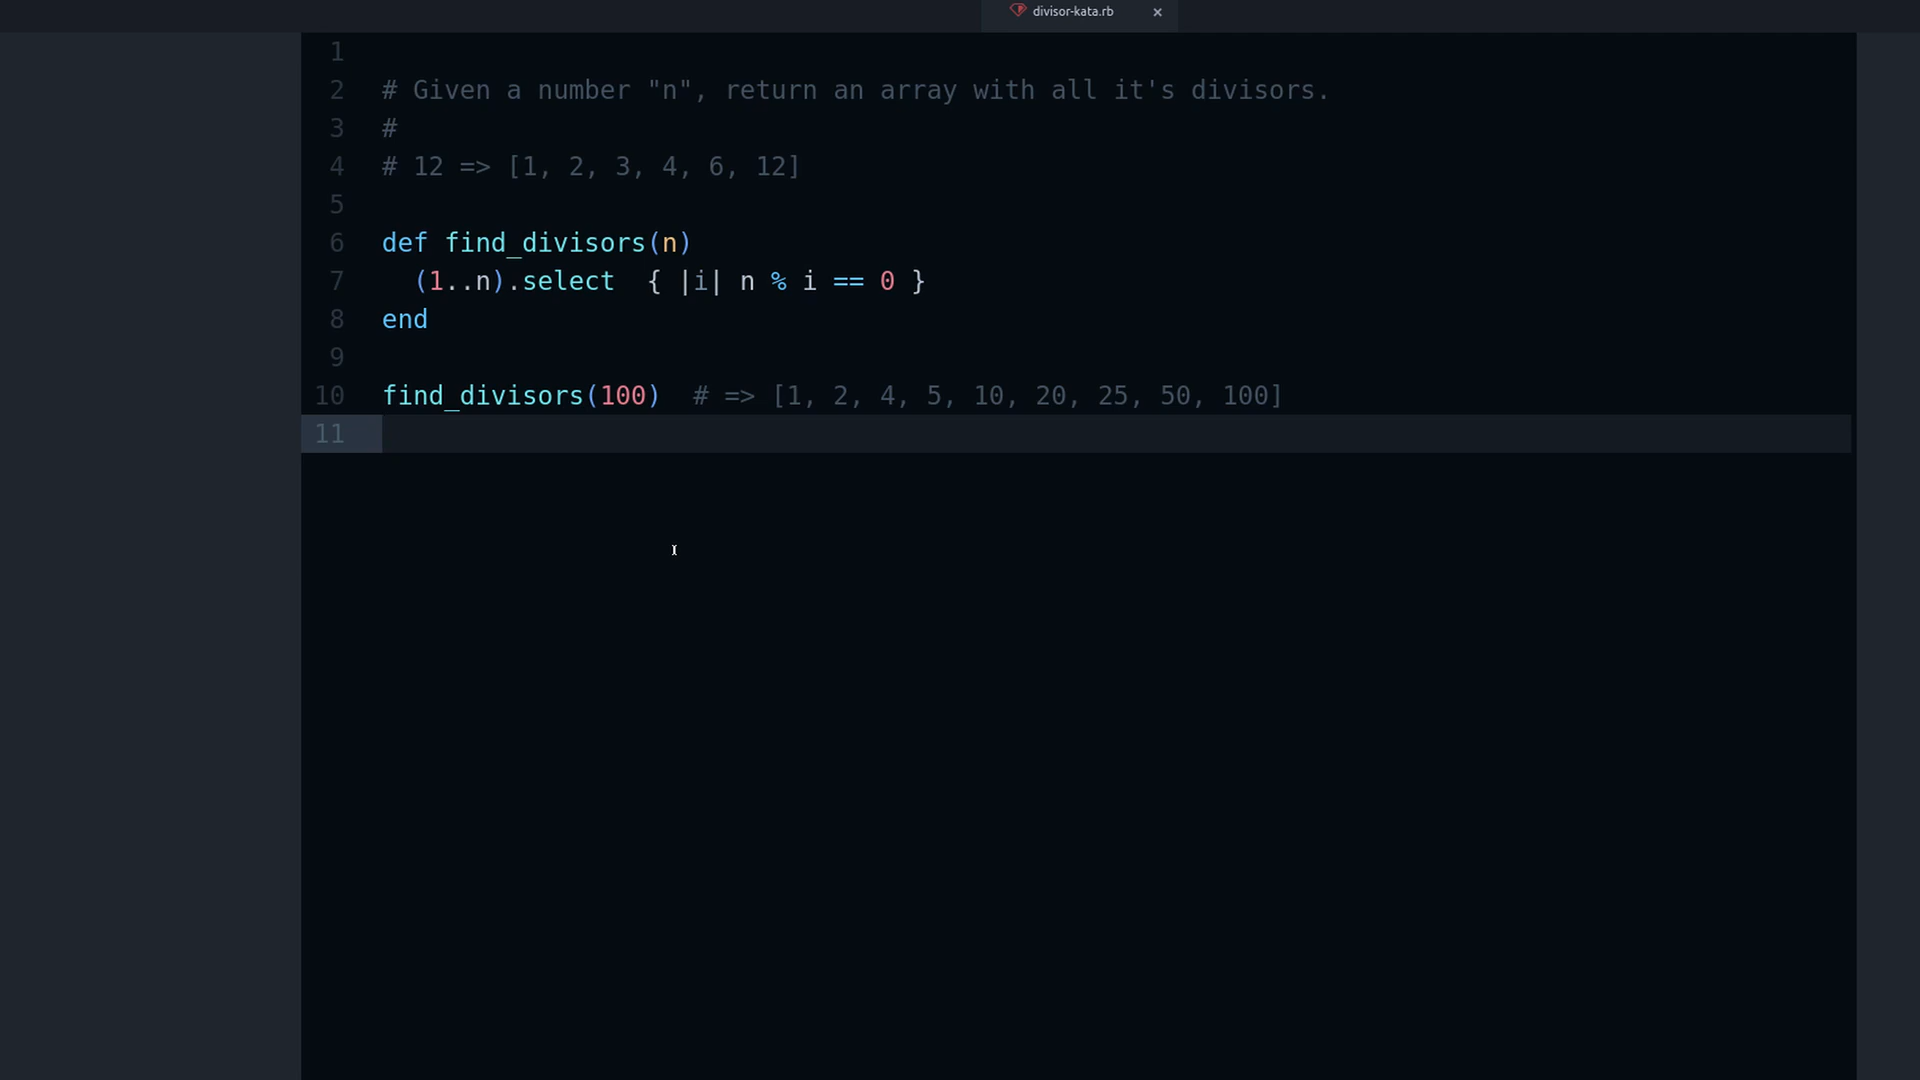 divisor-kata.rb ×
1
2 # Given a number "n", return an array with all it's divisors.
3 #
4 # 12 => [1, 2, 3, 4, 6, 12]
5
6 def find_divisors(n)
7   (1..n).select  { |i| n % i == 0 }
8 end
9
10 find_divisors(100)  # => [1, 2, 4, 5, 10, 20, 25, 50, 100]
11